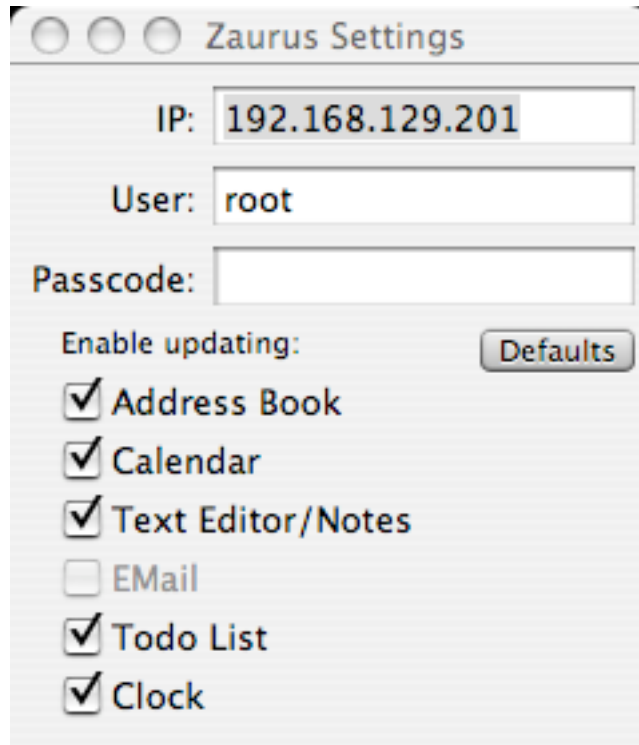 Zaurus Settings
IP: 192.168.129.201
User: root
Passcode:
Enable updating: Defaults
Address Book
Calendar
Text Editor/Notes
EMail
Todo List
Clock